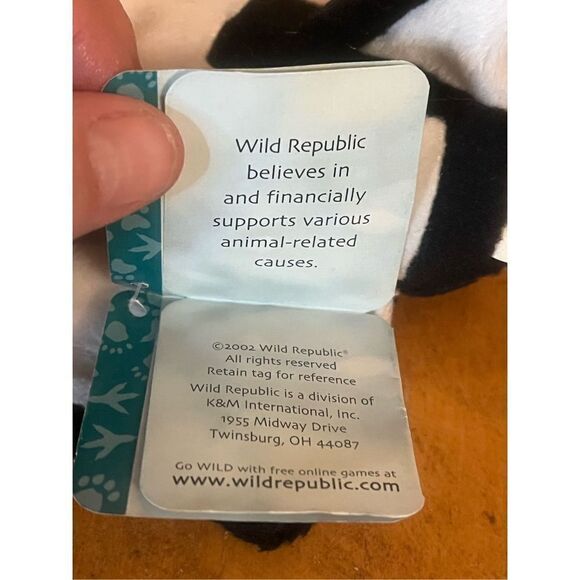 Wild Republic
believes in
and financially
supports various
animal-related
causes.
©2002 Wild Republic®
All rights reserved
Retain tag for reference
Wild Republic is a division of
K&M International, Inc.
1955 Midway Drive
Twinsburg, OH 44087
Go WILD with free online games at
www.wildrepublic.com